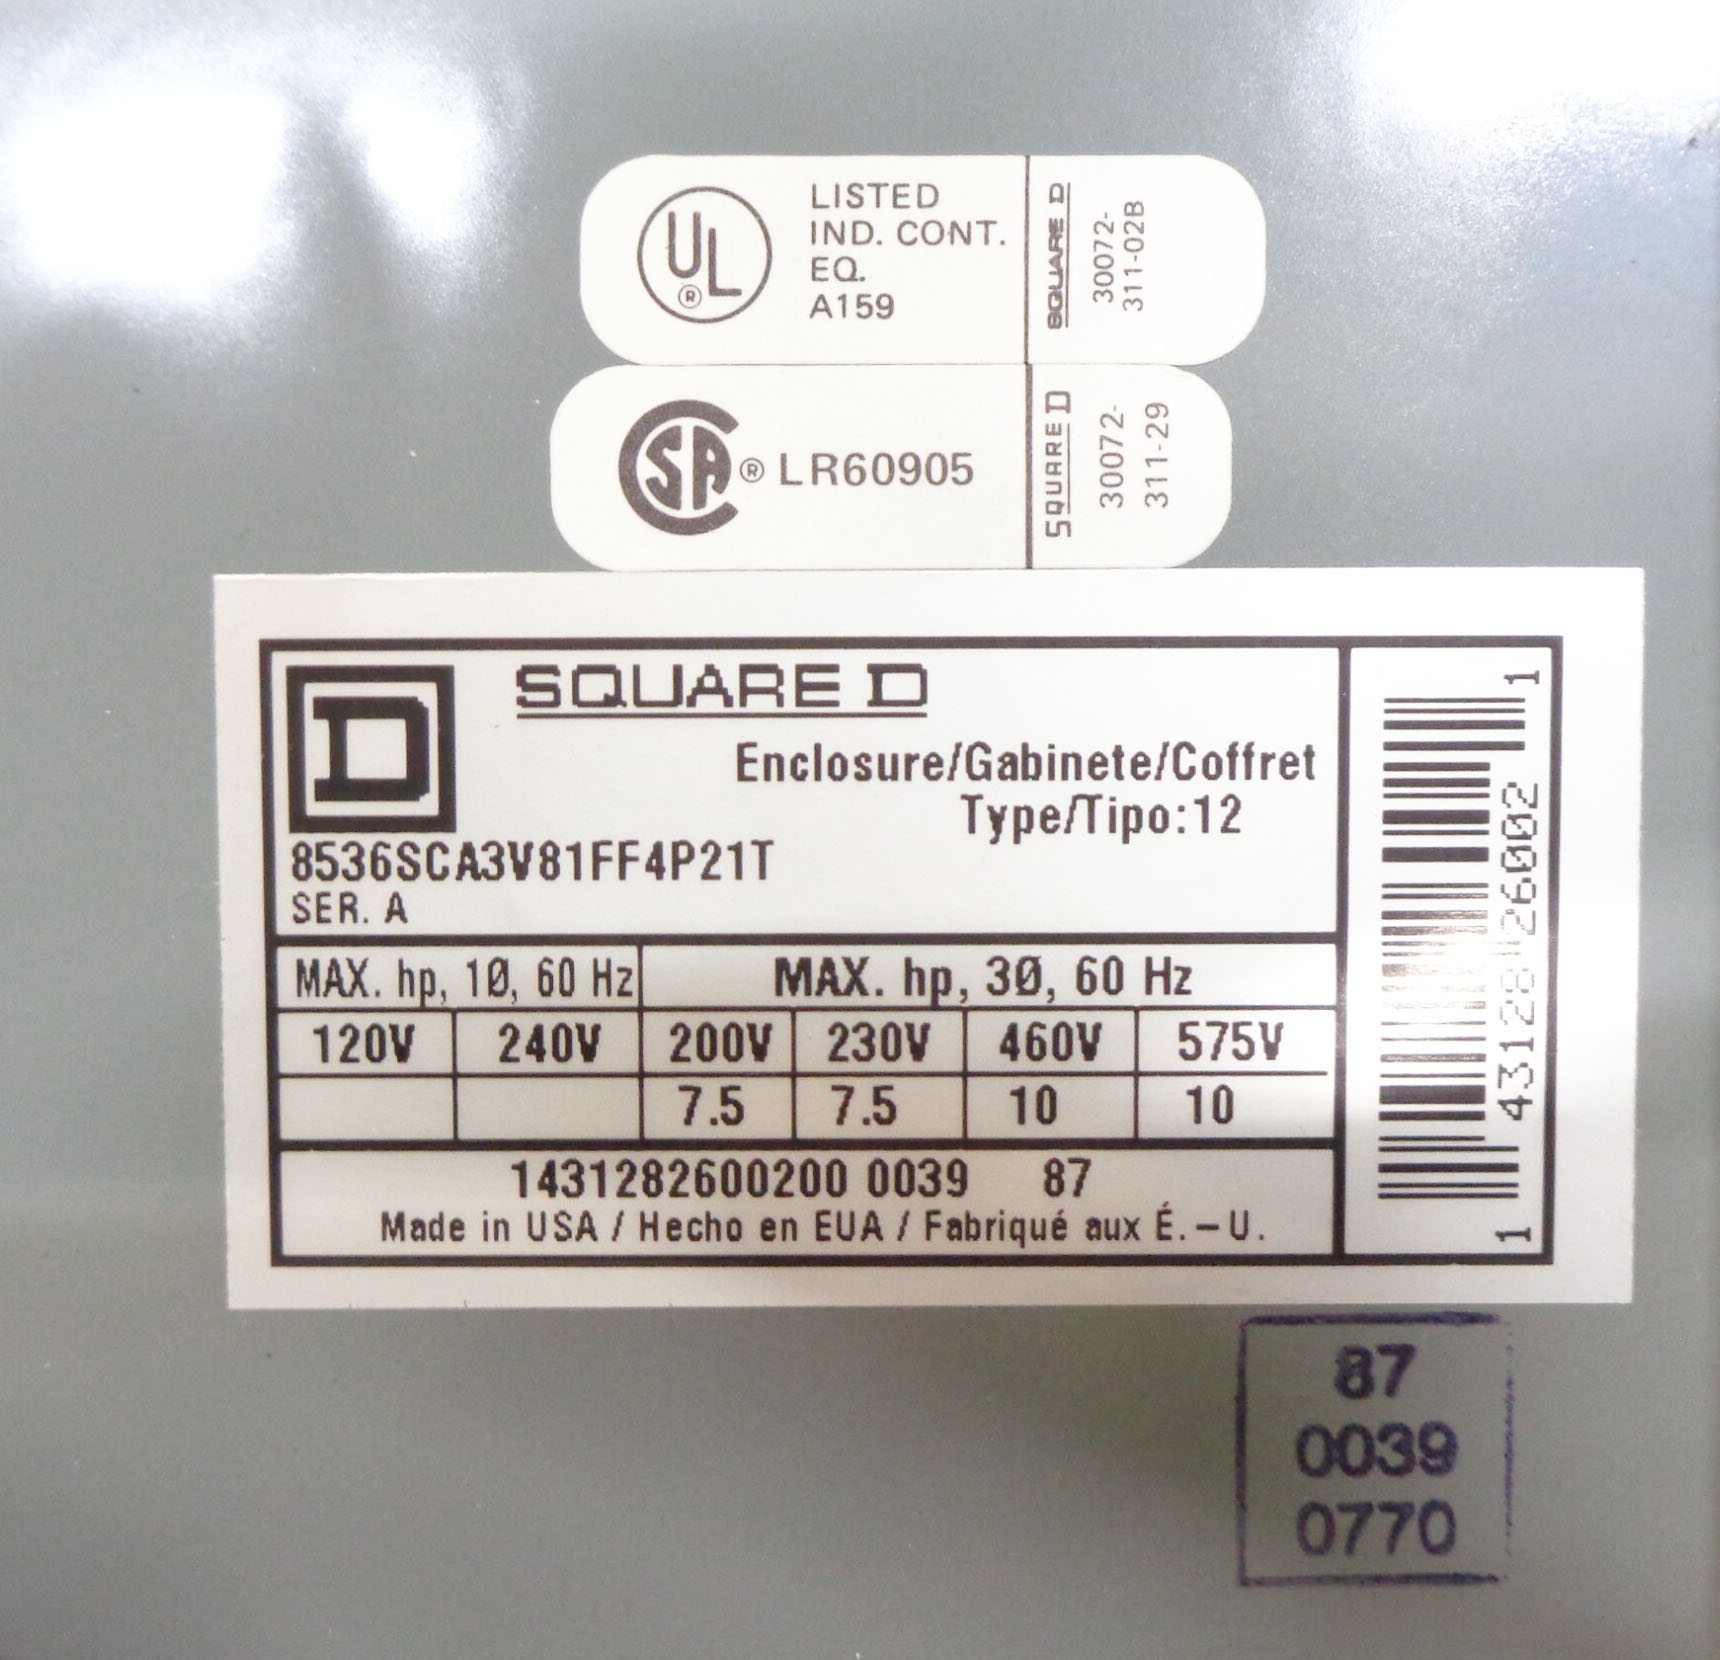 UL
®
LISTED
IND. CONT.
EQ.
A159
SQUARE D
30072-
311-02B
CSA ® LR60905
SQUARE D
30072-
311-29
D
SQUARE D
Enclosure/Gabinete/Coffret
Type/Tipo:12
8536SCA3V81FF4P21T
SER. A
MAX. hp, 1Ø, 60 Hz MAX. hp, 3Ø, 60 Hz
120V 240V 200V 230V 460V 575V
7.5 7.5 10 10
1431282600200 0039 87
Made in USA / Hecho en EUA / Fabriqué aux É.-U.
1 43128 26002 1
87
0039
0770